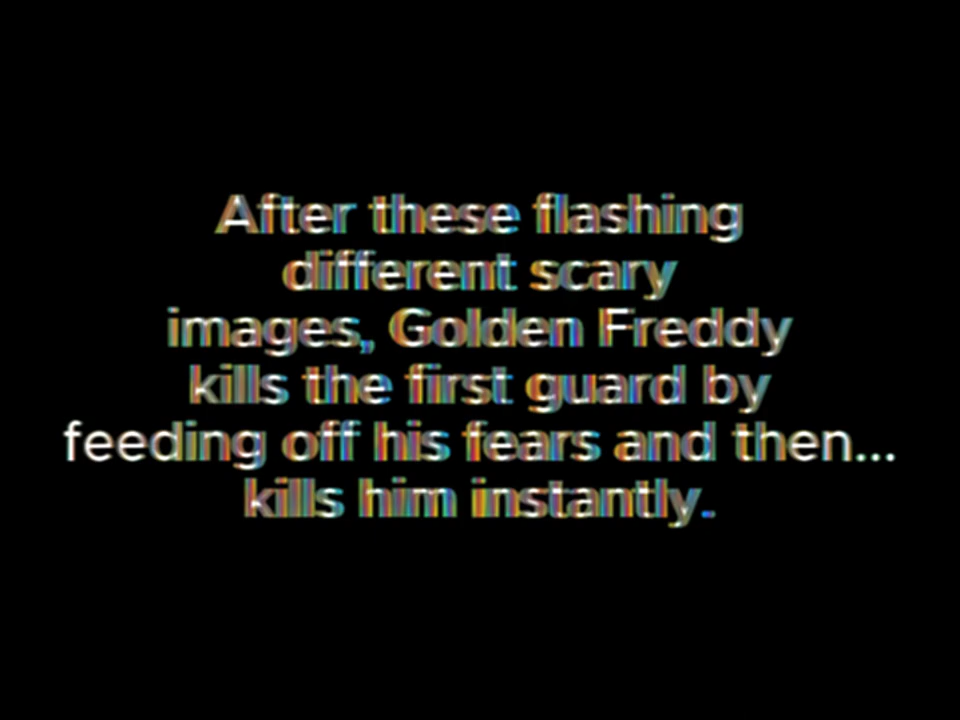 After these flashing
different scary
images,, Golden Freddy
kills the first guard by
feeding off his fears and then...
kills him instantly.